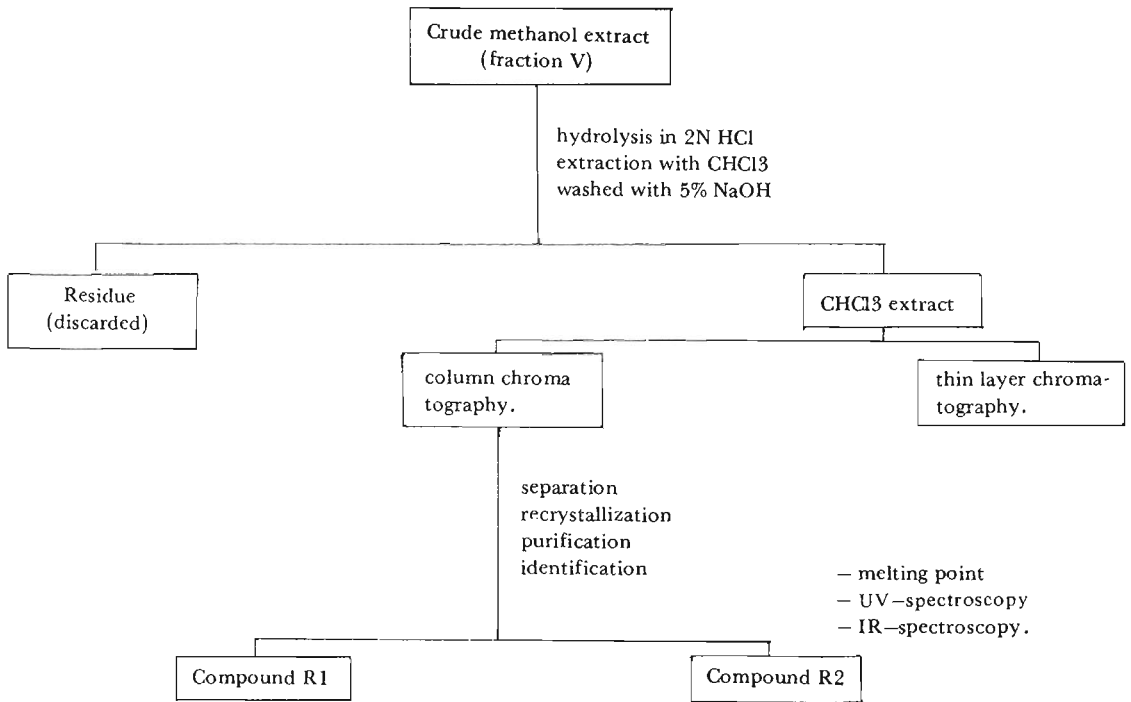 Crude methanol extract
(fraction V)
hydrolysis in 2N HCl
extraction with CHCl3
washed with 5% NaOH
Residue
(discarded)
CHCl3 extract
column chroma
tography.
thin layer chroma-
tography.
separation
recrystallization
purification
identification
— melting point
— UV—spectroscopy
— IR—spectroscopy.
Compound R1
Compound R2